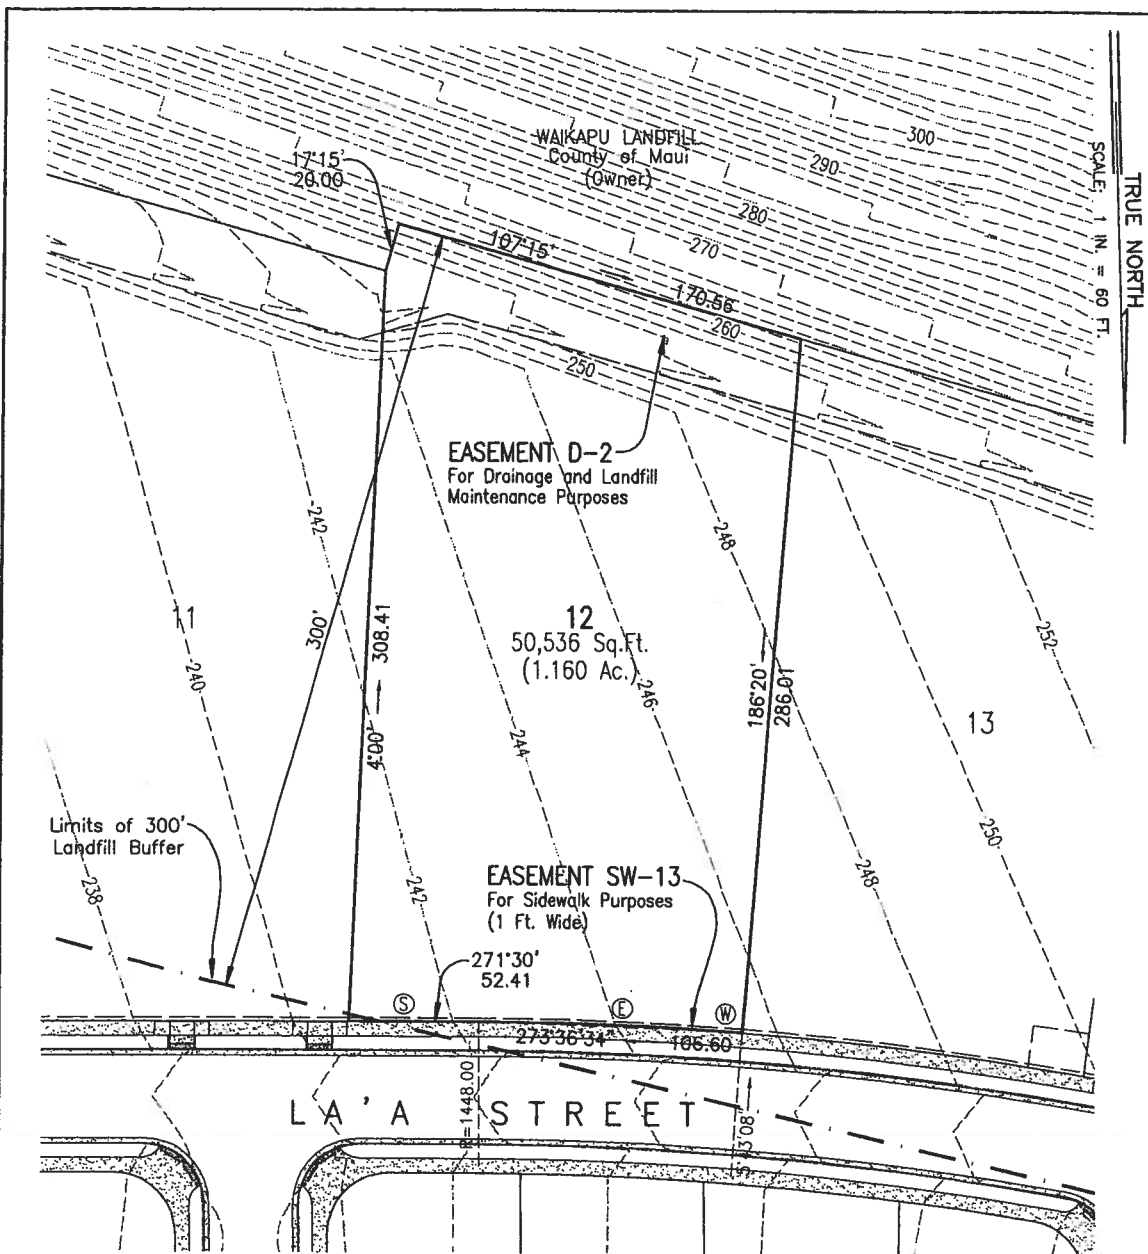 WAIKAPU LANDFILL
County of Maui
(Owner)
300
290
280
270
260
250
17°15'
20.00
107°15'
170.56
TRUE NORTH
SCALE: 1 IN. = 60 FT.
EASEMENT D-2
For Drainage and Landfill
Maintenance Purposes
242
248
252
11
300'
4°00'
308.41
12
50,536 Sq.Ft.
(1.160 Ac.)
186°20'
286.01
13
240
246
244
250
Limits of 300'
Landfill Buffer
238
242
248
EASEMENT SW-13
For Sidewalk Purposes
(1 Ft. Wide)
271°30'
52.41
S
E
W
273°36'34"
106.60
R=1448.00
LA'A STREET